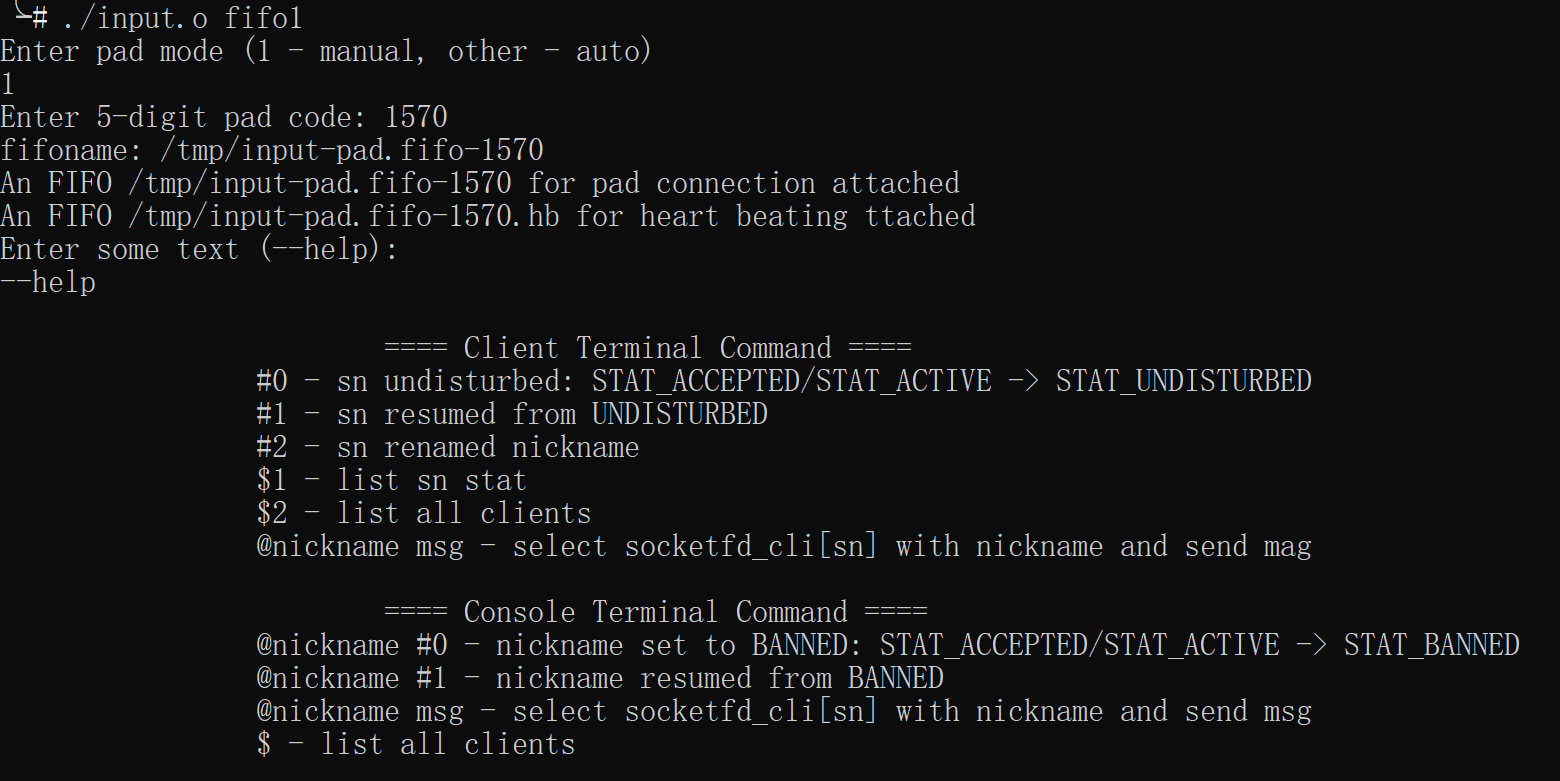 └─# ./input.o fifo1
Enter pad mode (1 - manual, other - auto)
1
Enter 5-digit pad code: 1570
fifoname: /tmp/input-pad.fifo-1570
An FIFO /tmp/input-pad.fifo-1570 for pad connection attached
An FIFO /tmp/input-pad.fifo-1570.hb for heart beating ttached
Enter some text (--help):
--help
==== Client Terminal Command ====
#0 - sn undisturbed: STAT_ACCEPTED/STAT_ACTIVE -> STAT_UNDISTURBED
#1 - sn resumed from UNDISTURBED
#2 - sn renamed nickname
$1 - list sn stat
$2 - list all clients
@nickname msg - select socketfd_cli[sn] with nickname and send mag
==== Console Terminal Command ====
@nickname #0 - nickname set to BANNED: STAT_ACCEPTED/STAT_ACTIVE -> STAT_BANNED
@nickname #1 - nickname resumed from BANNED
@nickname msg - select socketfd_cli[sn] with nickname and send msg
$ - list all clients